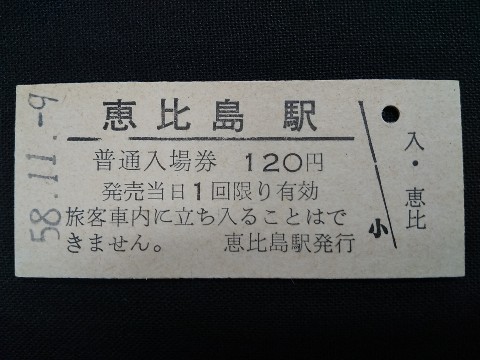 恵比島駅
普通入場券 120円
発売当日1回限り有効
旅客車内に立ち入ることはで
きません。 恵比島駅発行
58.11.-9
入・恵比
小